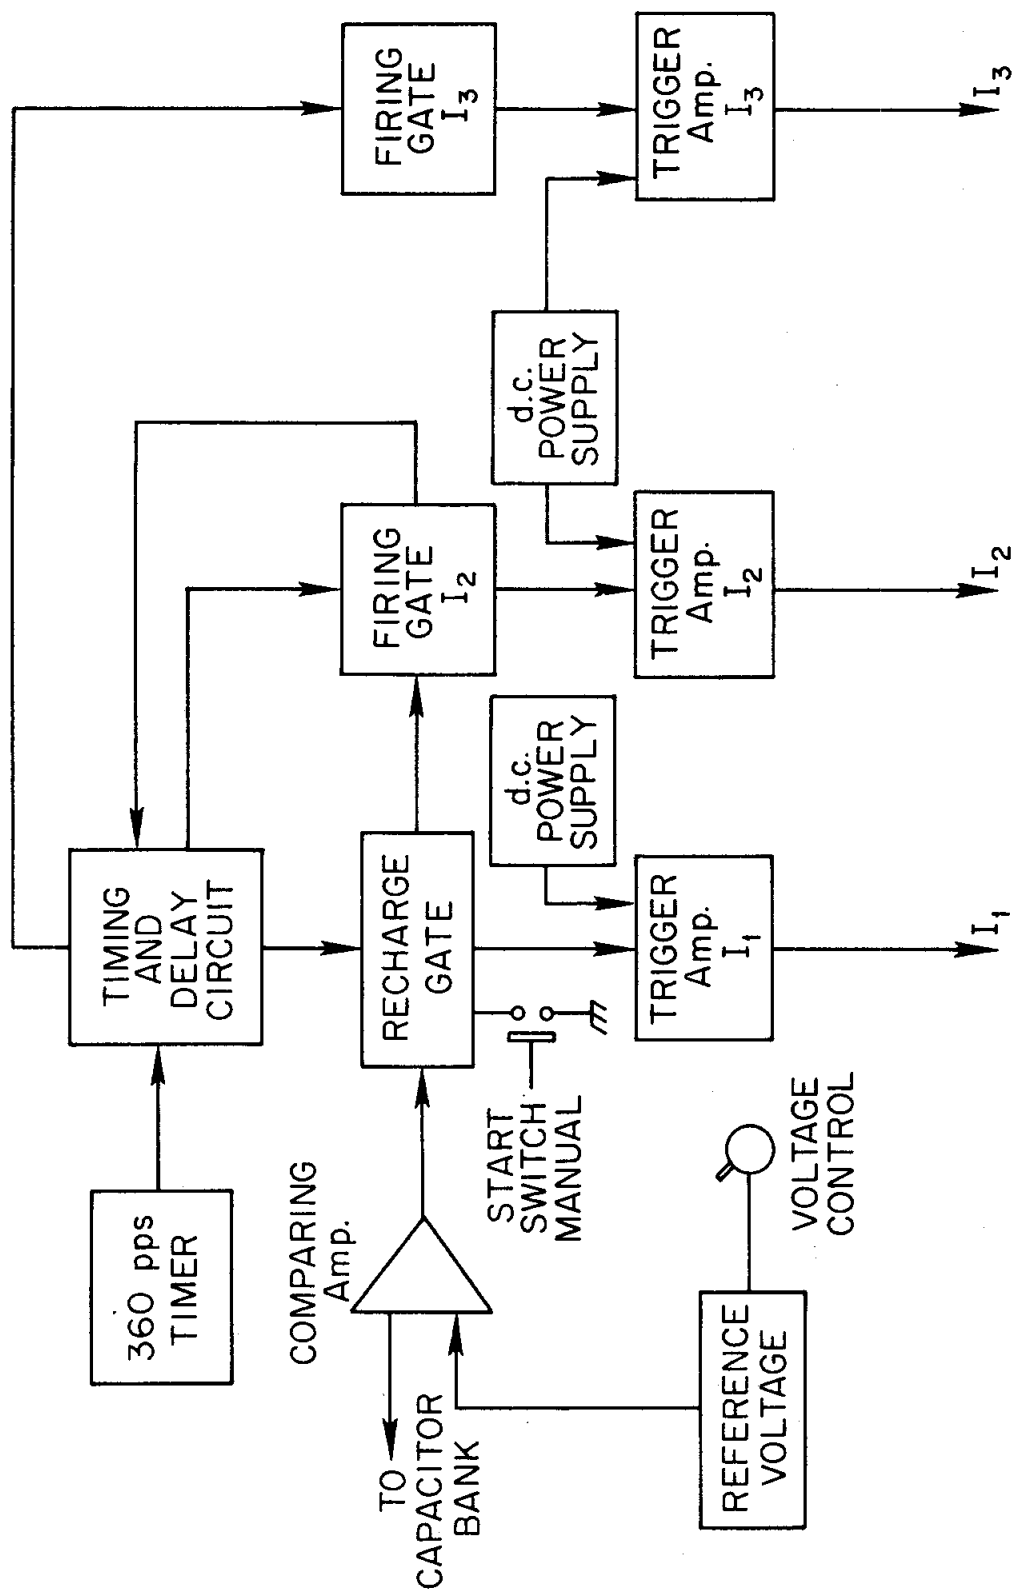 360 pps
TIMER
TIMING
AND
DELAY
CIRCUIT
COMPARING
Amp.
TO
CAPACITOR
BANK
RECHARGE
GATE
FIRING
GATE
I2
FIRING
GATE
I3
START
SWITCH
MANUAL
d.c.
POWER
SUPPLY
d.c.
POWER
SUPPLY
REFERENCE
VOLTAGE
VOLTAGE
CONTROL
TRIGGER
Amp.
I1
TRIGGER
Amp.
I2
TRIGGER
Amp.
I3
I1
I2
I3